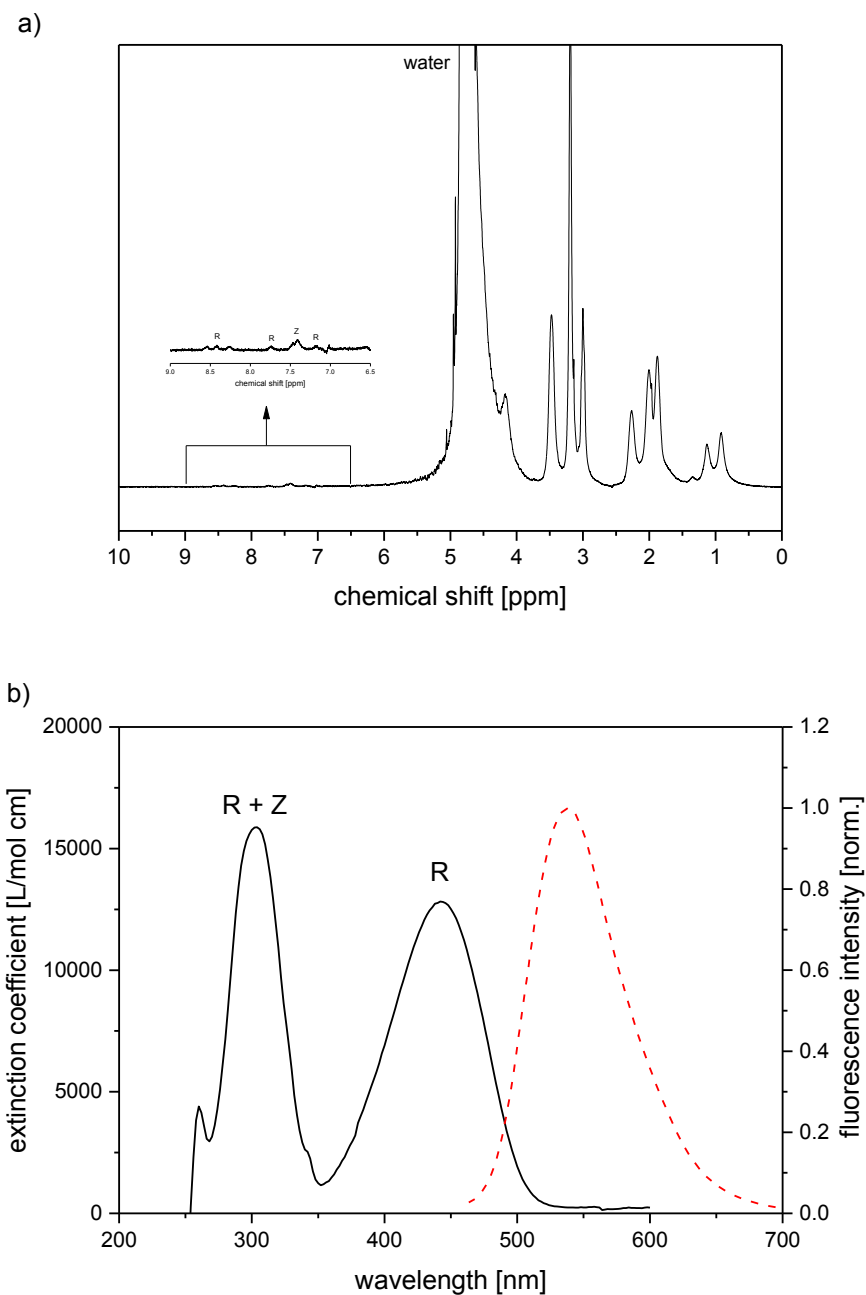 a)
water
R
R
Z
R
9.0 8.5 8.0 7.5 7.0 6.5
chemical shift [ppm]
10 9 8 7 6 5 4 3 2 1 0
chemical shift [ppm]
b)
20000
15000
10000
5000
0
extinction coefficient [L/mol cm]
R + Z
R
1.2
1.0
0.8
0.6
0.4
0.2
0.0
fluorescence intensity [norm.]
200 300 400 500 600 700
wavelength [nm]